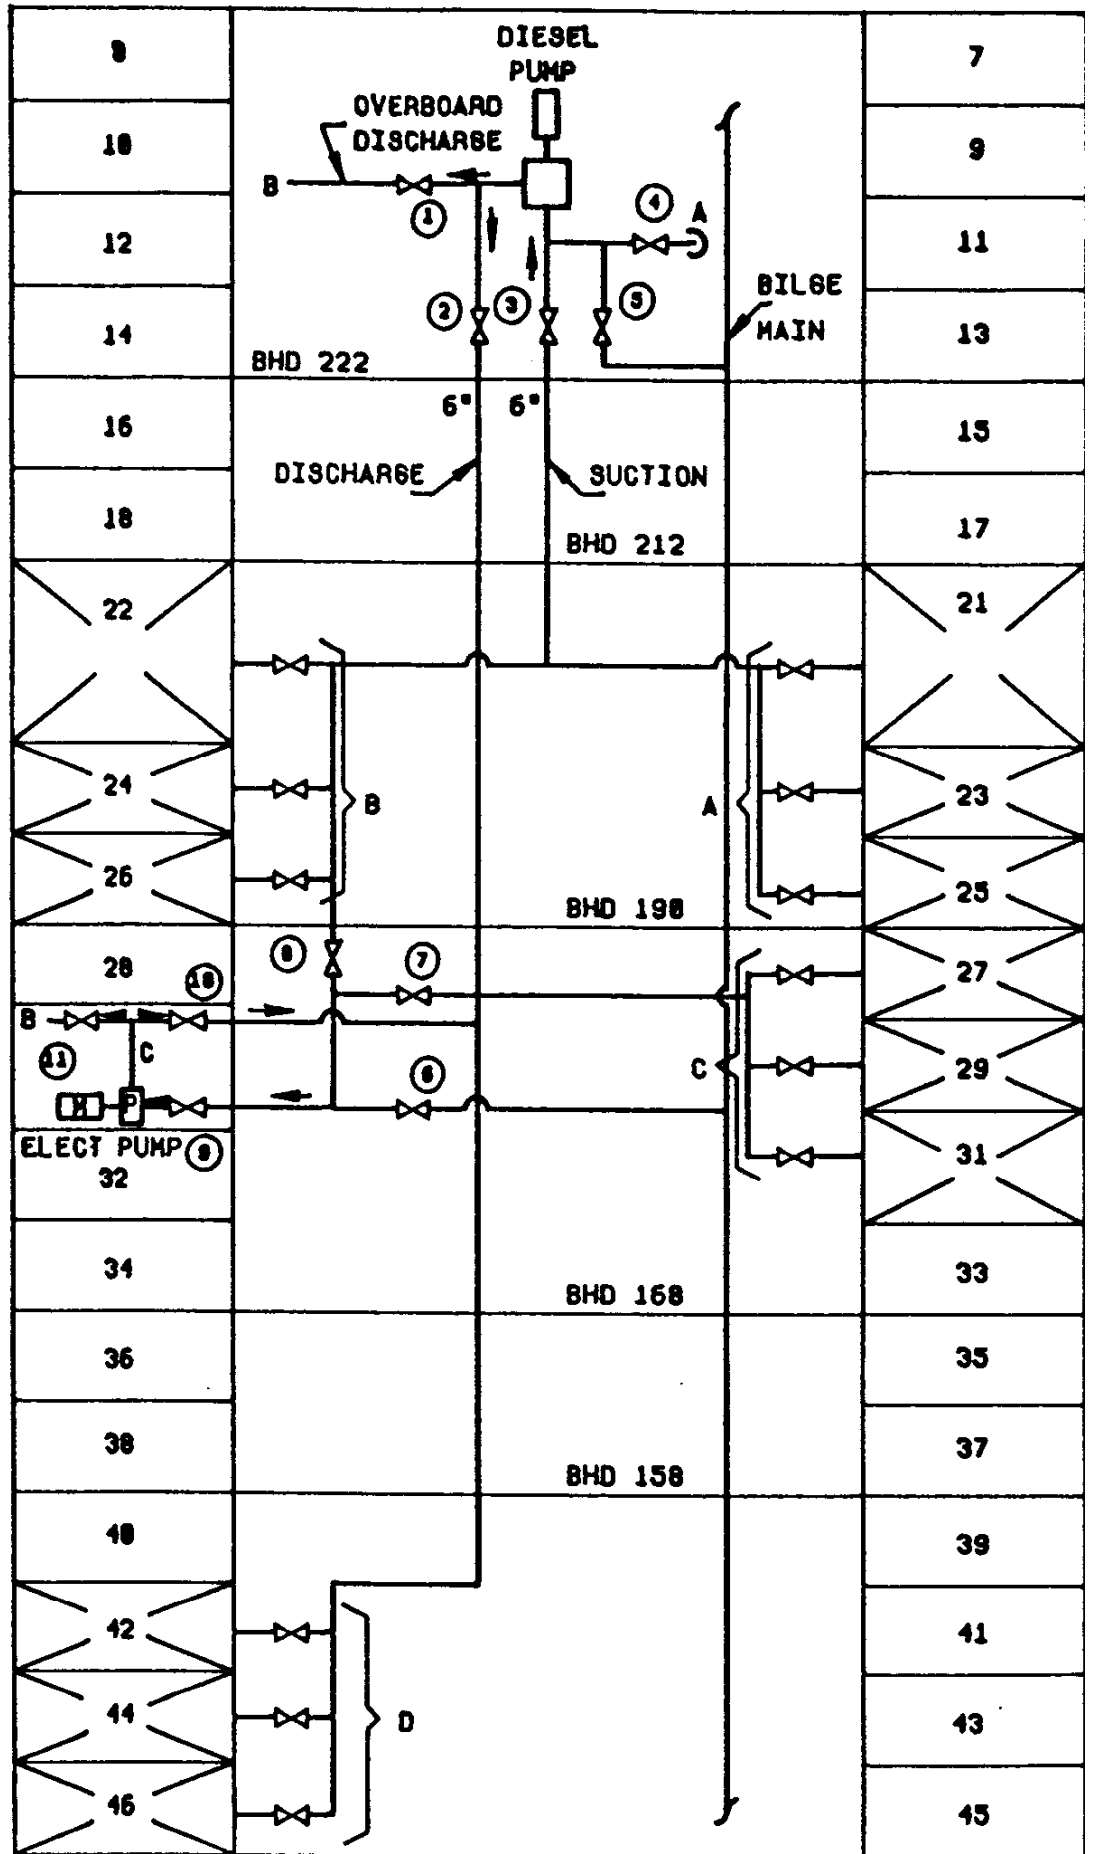 DIESEL
PUMP
8
7
OVERBOARD
DISCHARGE
10
9
B
1
4
A
12
11
BILGE
MAIN
2
3
5
14
13
BHD 222
6"
6"
16
15
DISCHARGE
SUCTION
18
17
BHD 212
22
21
24
23
B
A
26
25
BHD 190
8
7
28
27
10
B
11
C
C
29
6
M
P
ELECT PUMP
9
32
31
34
33
BHD 168
36
35
38
37
BHD 158
40
39
42
41
44
43
D
46
45